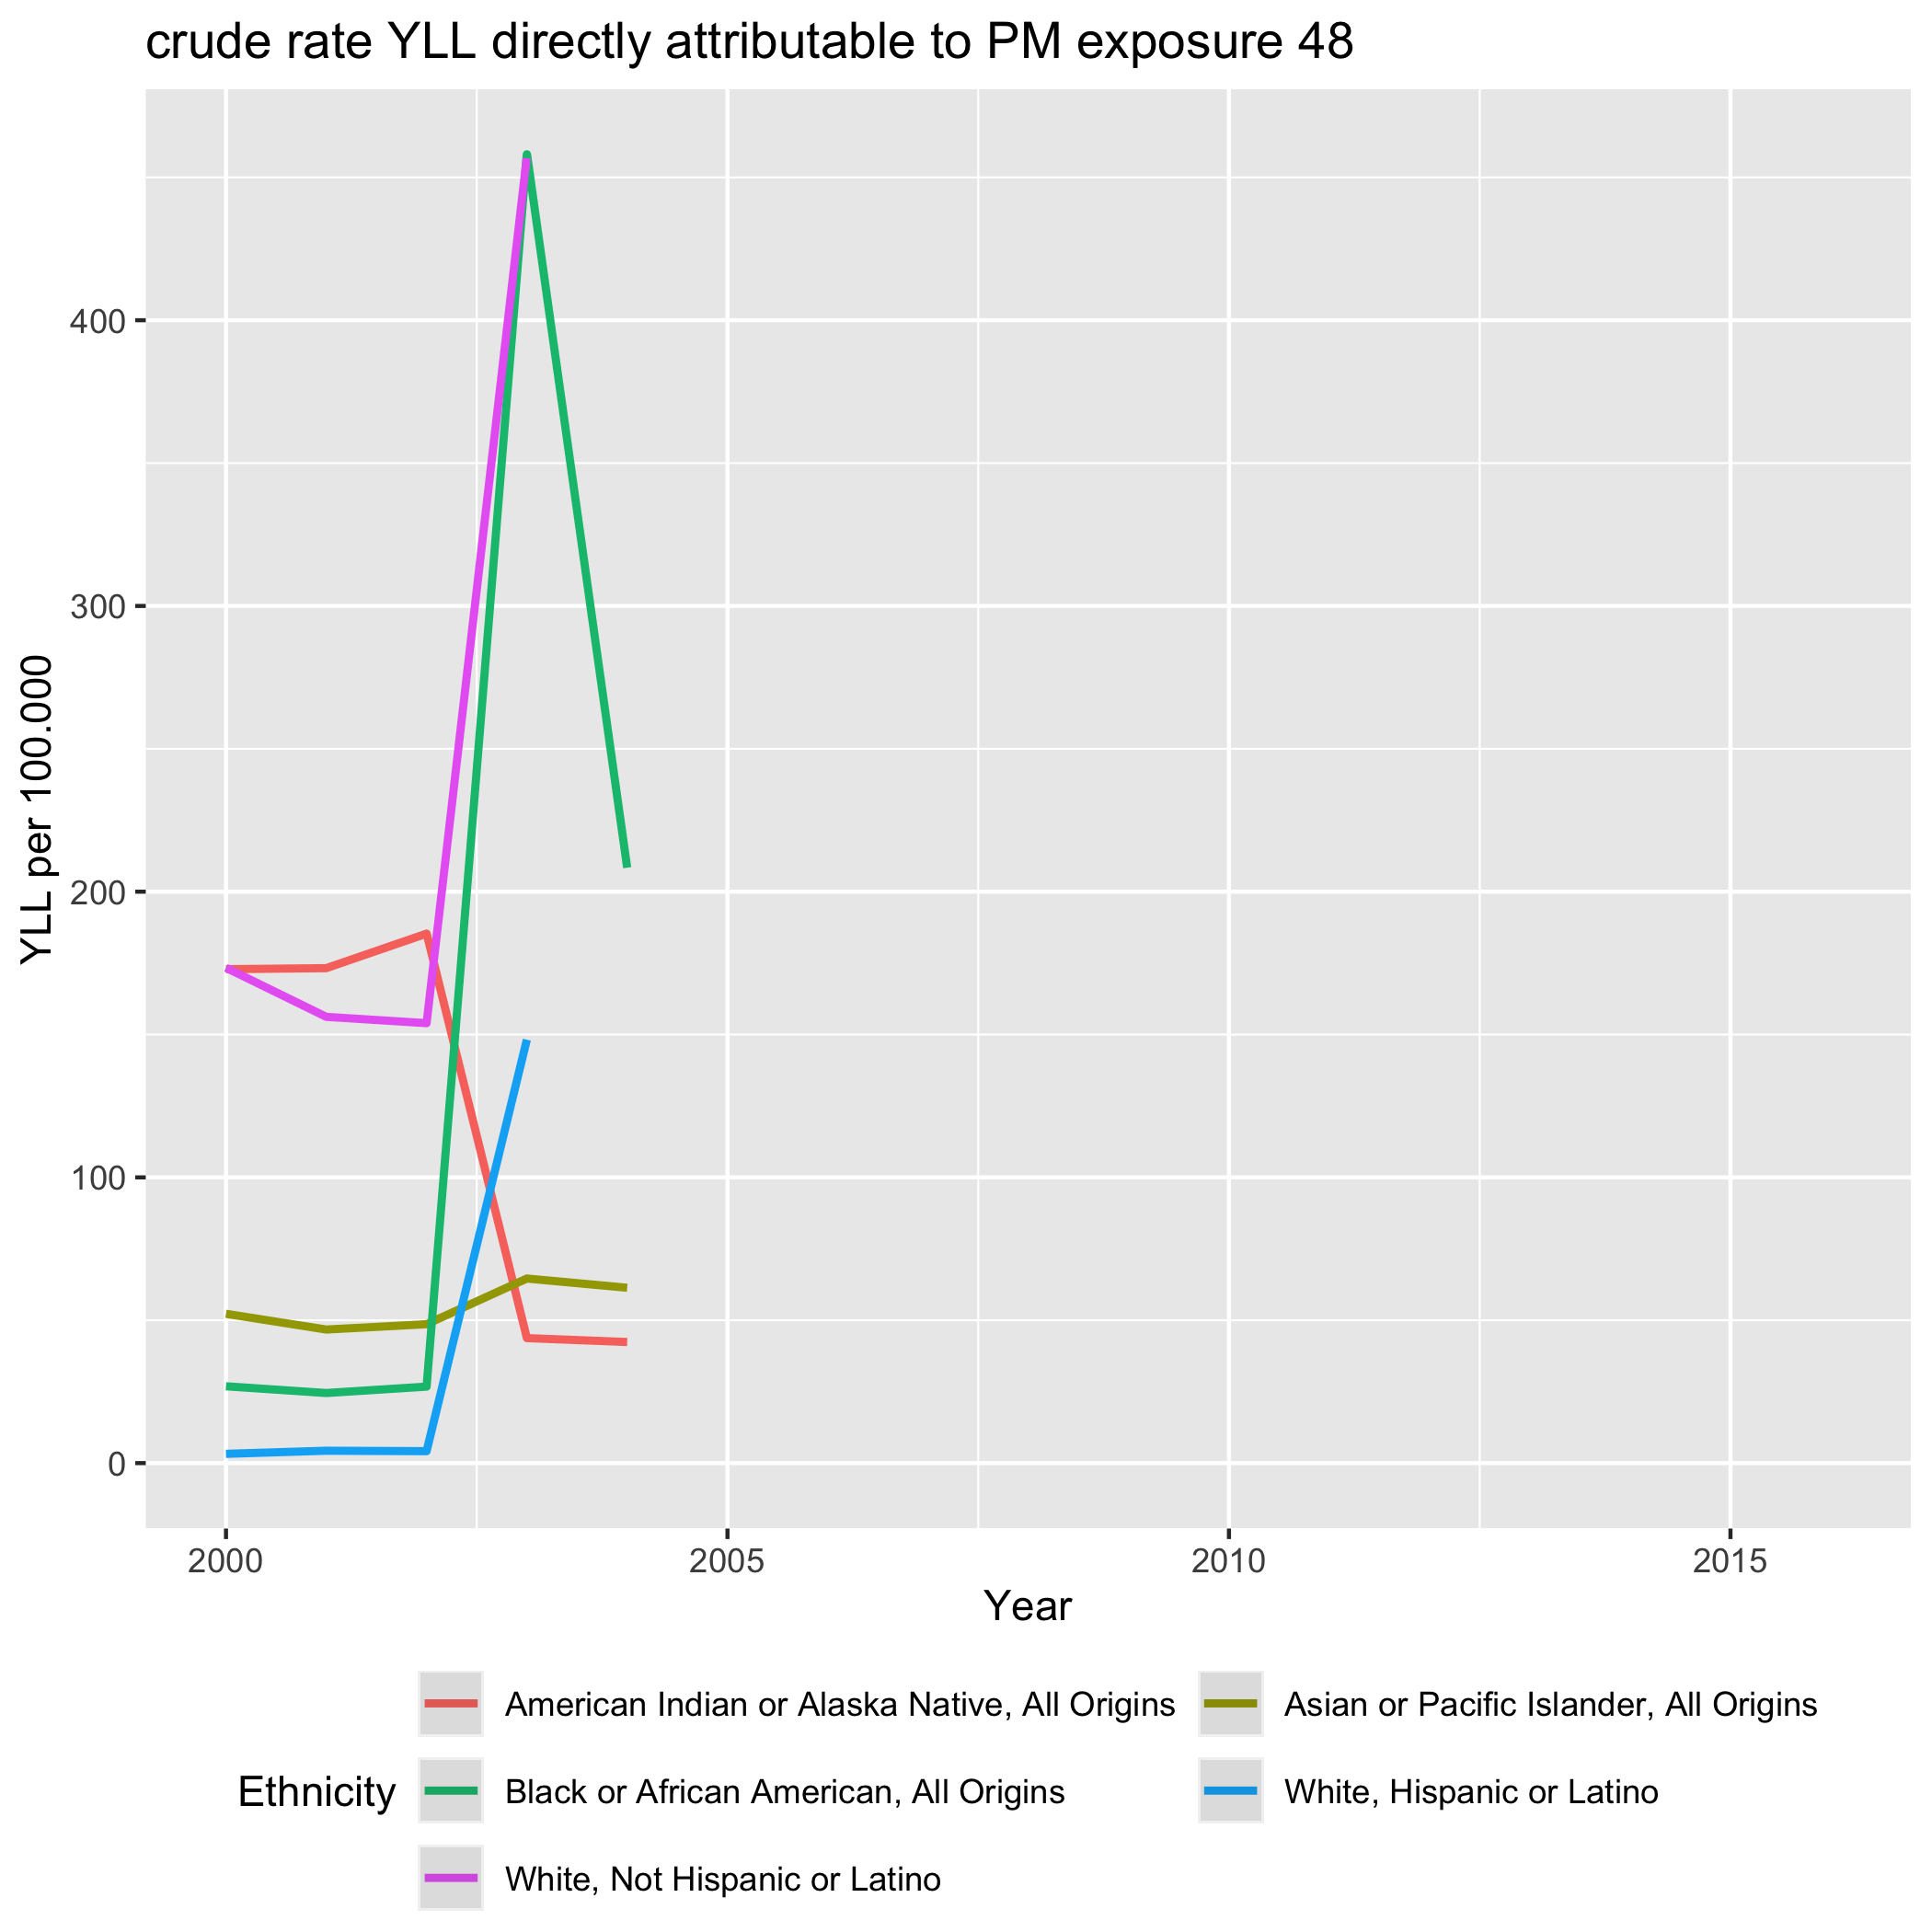 crude rate YLL directly attributable to PM exposure 48
YLL per 100.000
400
300
200
100
0
2000 2005 2010 2015
Year
Ethnicity
American Indian or Alaska Native, All Origins
Asian or Pacific Islander, All Origins
Black or African American, All Origins
White, Hispanic or Latino
White, Not Hispanic or Latino